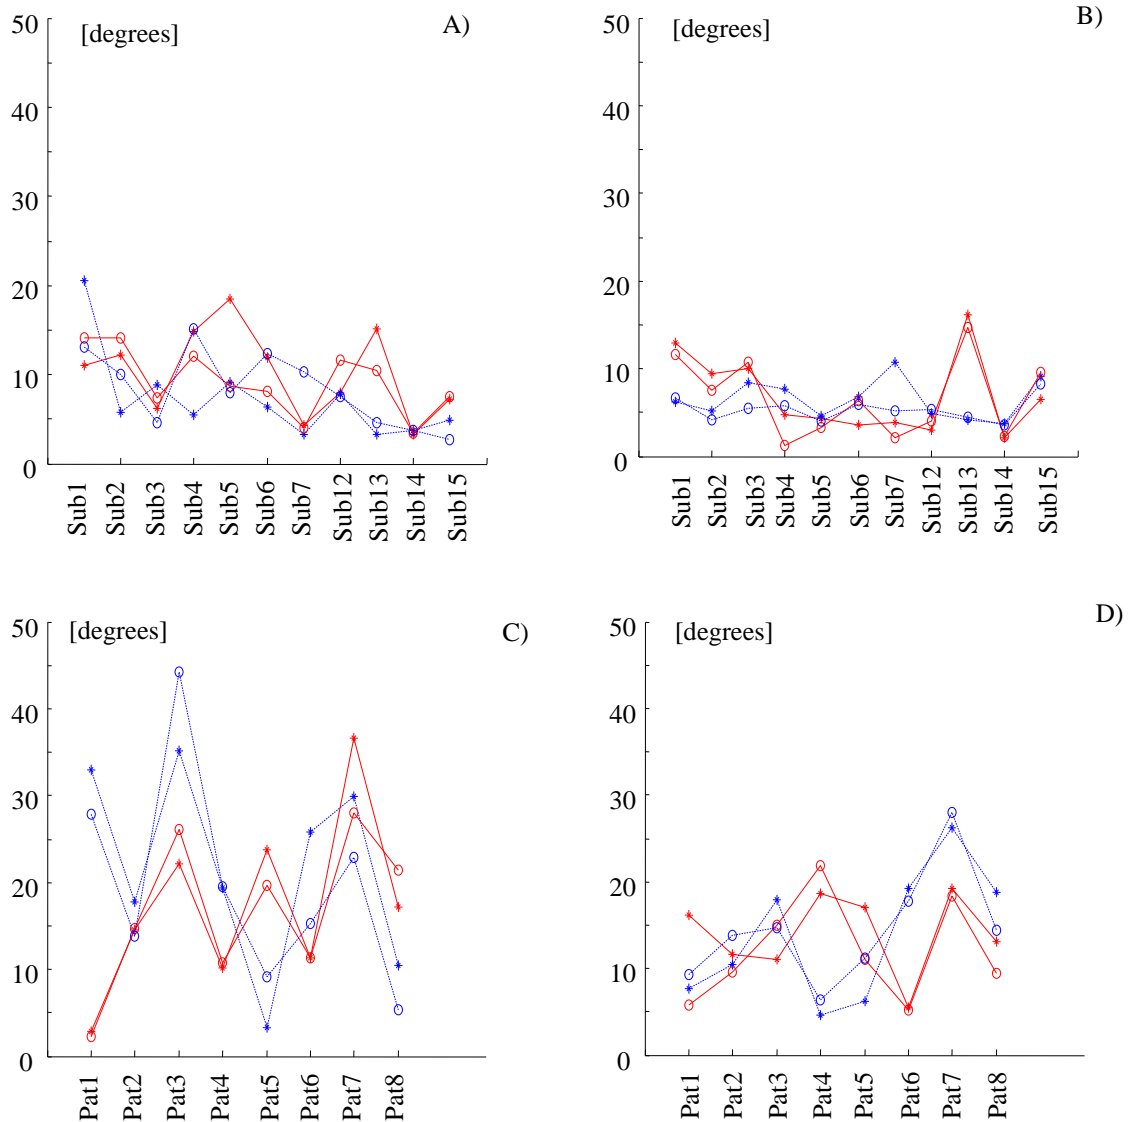 A)
[degrees]
50
40
30
20
10
0
Sub1 Sub2 Sub3 Sub4 Sub5 Sub6 Sub7 Sub12 Sub13 Sub14 Sub15
B)
[degrees]
50
40
30
20
10
0
Sub1 Sub2 Sub3 Sub4 Sub5 Sub6 Sub7 Sub12 Sub13 Sub14 Sub15
C)
[degrees]
50
40
30
20
10
0
Pat1 Pat2 Pat3 Pat4 Pat5 Pat6 Pat7 Pat8
D)
[degrees]
50
40
30
20
10
0
Pat1 Pat2 Pat3 Pat4 Pat5 Pat6 Pat7 Pat8